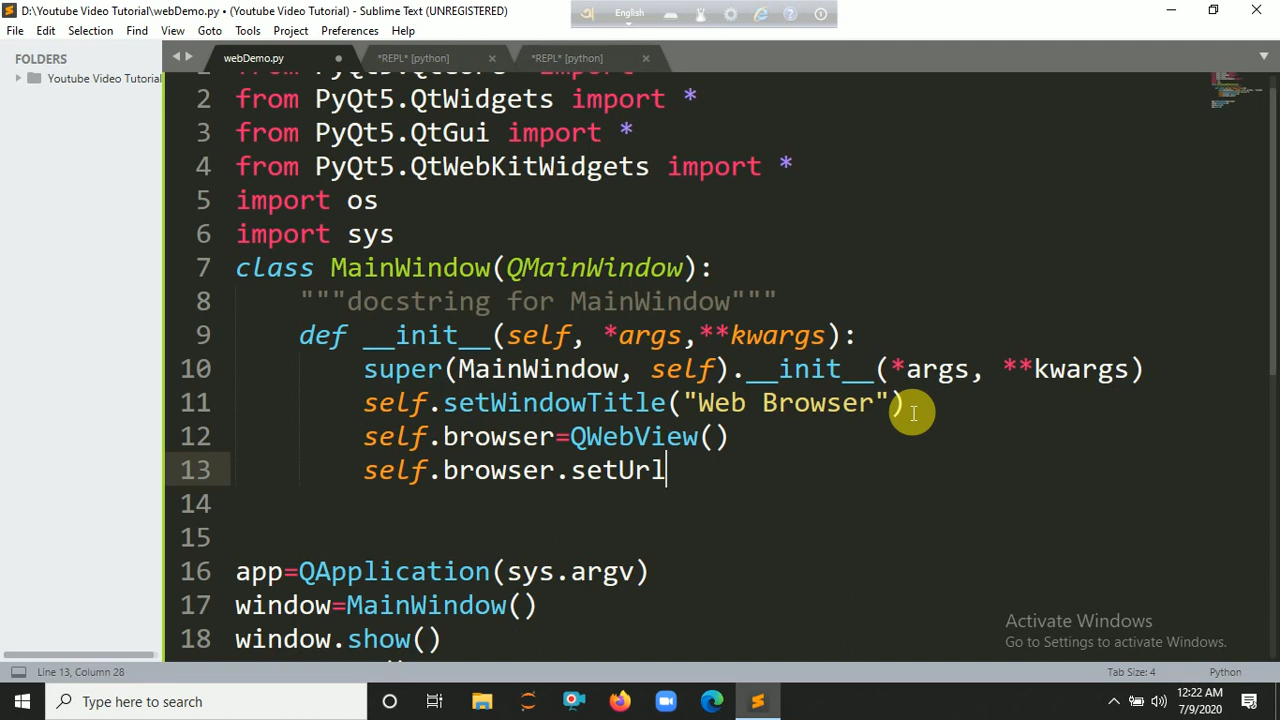 D:\Youtube Video Tutorial\webDemo.py • (Youtube Video Tutorial) - Sublime Text (UNREGISTERED)
English
File Edit Selection Find View Goto Tools Project Preferences Help
FOLDERS
Youtube Video Tutorial
webDemo.py
*REPL* [python]
*REPL* [python]
2 from PyQt5.QtWidgets import *
3 from PyQt5.QtGui import *
4 from PyQt5.QtWebKitWidgets import *
5 import os
6 import sys
7 class MainWindow(QMainWindow):
8 """docstring for MainWindow"""
9 def __init__(self, *args,**kwargs):
10 super(MainWindow, self).__init__(*args, **kwargs)
11 self.setWindowTitle("Web Browser")
12 self.browser=QWebView()
13 self.browser.setUrl
14
15
16 app=QApplication(sys.argv)
17 window=MainWindow()
18 window.show()
Activate Windows
Go to Settings to activate Windows.
Line 13, Column 28
Tab Size: 4
Python
Type here to search
12:22 AM
7/9/2020